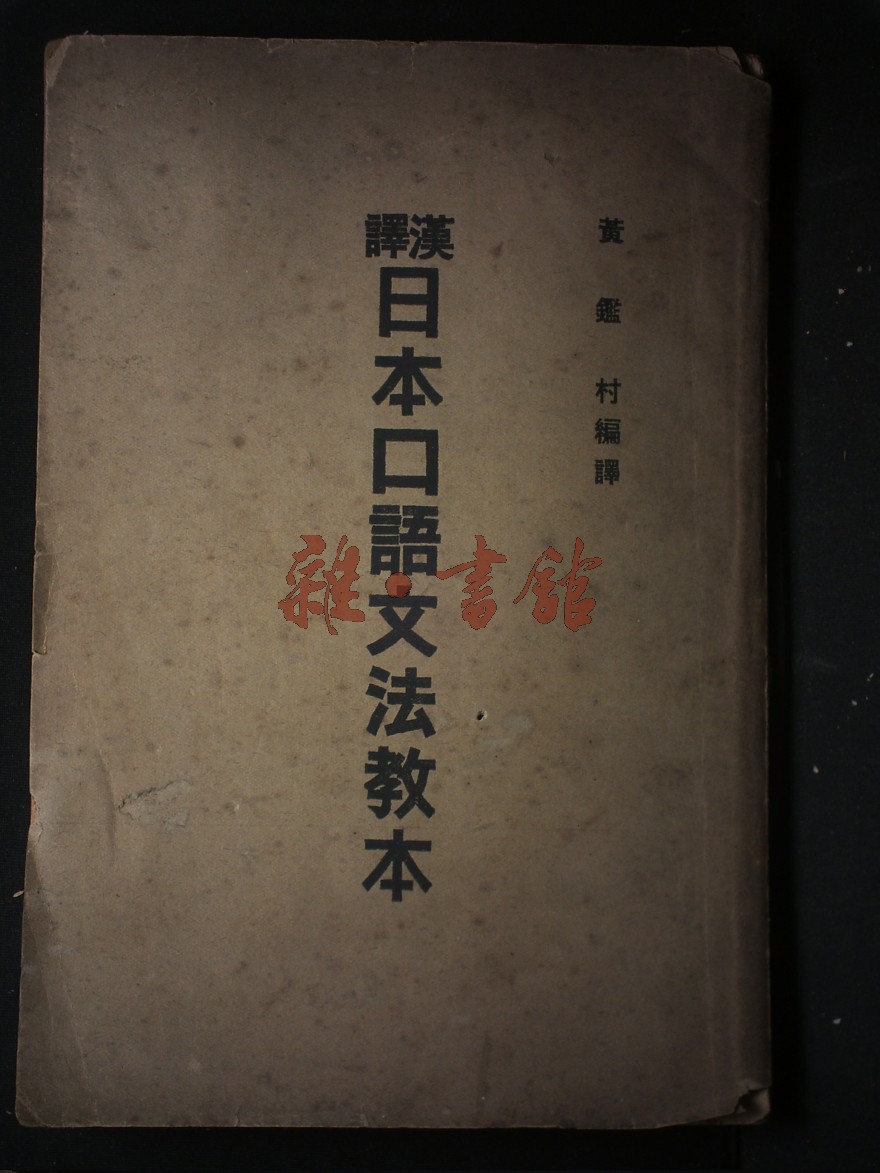 黃鑑村編譯
漢譯
日本口語文法教本
雜·書館